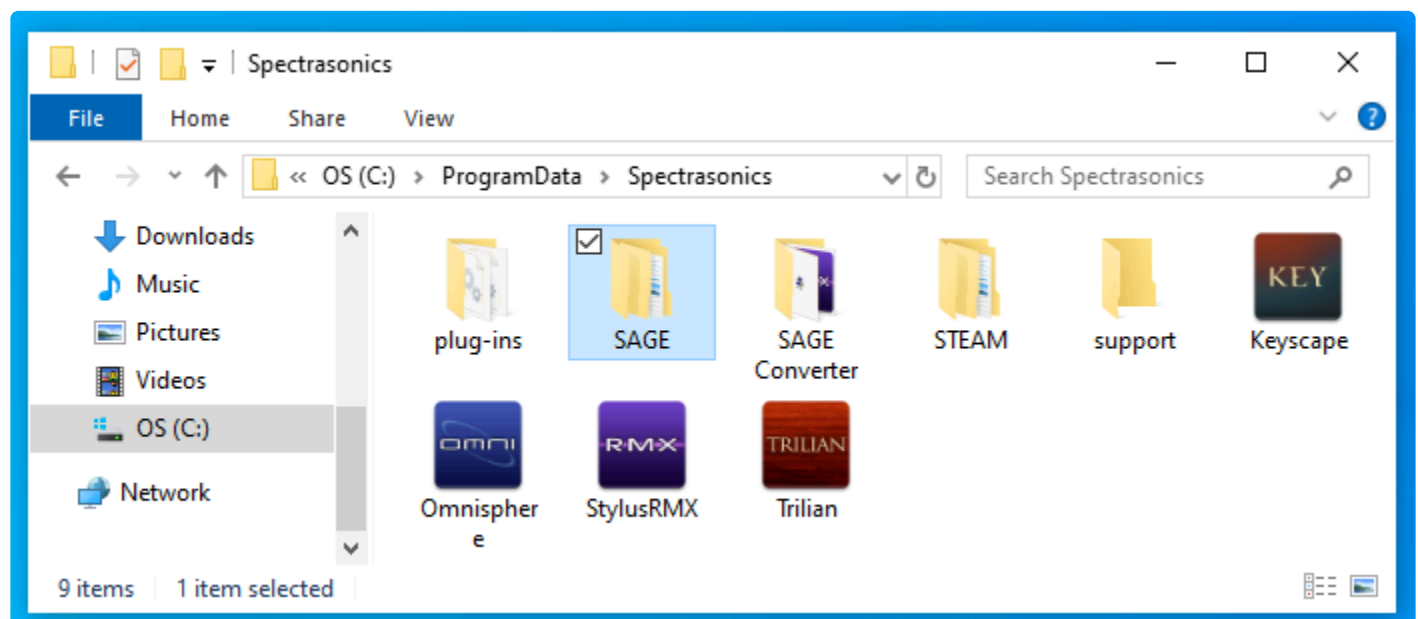 Spectrasonics
File Home Share View
« OS (C:) › ProgramData › Spectrasonics Search Spectrasonics
Downloads
Music
Pictures
Videos
OS (C:)
Network
plug-ins SAGE SAGE STEAM support Keyscape
Converter
KEY
OMNI R·M·X TRILIAN
Omnispher StylusRMX Trilian
e
9 items 1 item selected